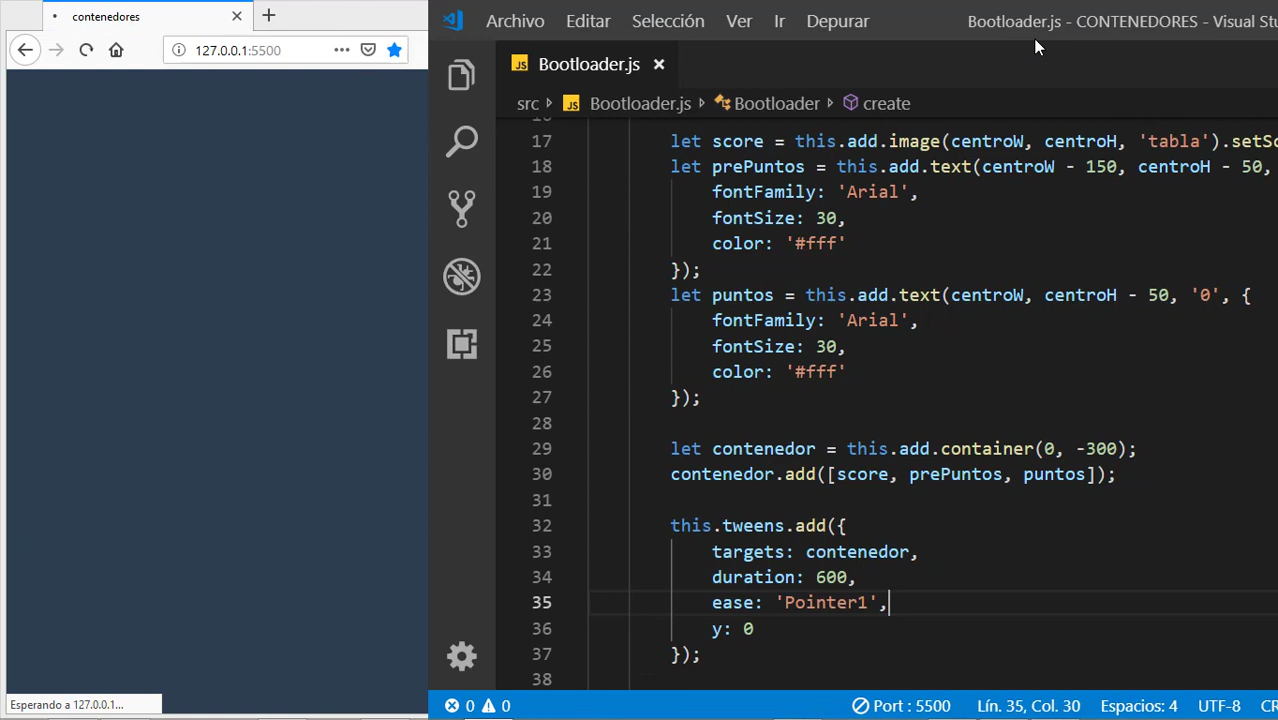 contenedores
127.0.0.1:5500
Esperando a 127.0.0.1...
Archivo Editar Selección Ver Ir Depurar Bootloader.js - CONTENEDORES - Visual Stu
JS Bootloader.js
src JS Bootloader.js Bootloader create
17 let score = this.add.image(centroW, centroH, 'tabla').setSc
18 let prePuntos = this.add.text(centroW - 150, centroH - 50,
19 fontFamily: 'Arial',
20 fontSize: 30,
21 color: '#fff'
22 });
23 let puntos = this.add.text(centroW, centroH - 50, '0', {
24 fontFamily: 'Arial',
25 fontSize: 30,
26 color: '#fff'
27 });
28
29 let contenedor = this.add.container(0, -300);
30 contenedor.add([score, prePuntos, puntos]);
31
32 this.tweens.add({
33 targets: contenedor,
34 duration: 600,
35 ease: 'Pointer1',
36 y: 0
37 });
38
0 0 Port : 5500 Lín. 35, Col. 30 Espacios: 4 UTF-8 CR